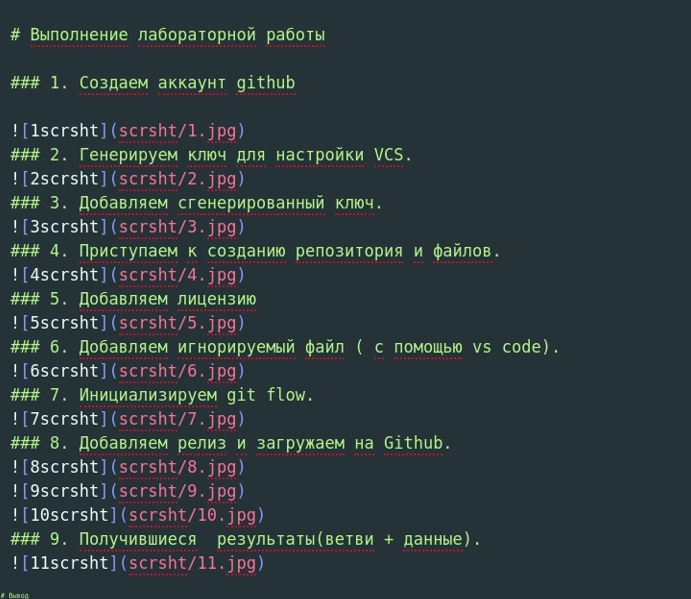 # Выполнение лабораторной работы
### 1. Создаем аккаунт github
![1scrsht](scrsht/1.jpg)
### 2. Генерируем ключ для настройки VCS.
![2scrsht](scrsht/2.jpg)
### 3. Добавляем сгенерированный ключ.
![3scrsht](scrsht/3.jpg)
### 4. Приступаем к созданию репозитория и файлов.
![4scrsht](scrsht/4.jpg)
### 5. Добавляем лицензию
![5scrsht](scrsht/5.jpg)
### 6. Добавляем игнорируемый файл ( с помощью vs code).
![6scrsht](scrsht/6.jpg)
### 7. Инициализируем git flow.
![7scrsht](scrsht/7.jpg)
### 8. Добавляем релиз и загружаем на Github.
![8scrsht](scrsht/8.jpg)
![9scrsht](scrsht/9.jpg)
![10scrsht](scrsht/10.jpg)
### 9. Получившиеся  результаты(ветви + данные).
![11scrsht](scrsht/11.jpg)
# Вывод